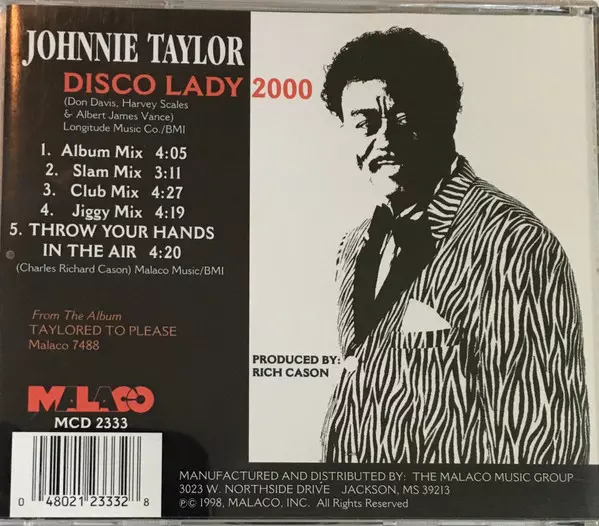 JOHNNIE TAYLOR
DISCO LADY 2000
(Don Davis, Harvey Scales
& Albert James Vance)
Longitude Music Co./BMI
1. Album Mix 4:05
2. Slam Mix 3:11
3. Club Mix 4:27
4. Jiggy Mix 4:19
5. THROW YOUR HANDS
IN THE AIR 4:20
(Charles Richard Cason) Malaco Music/BMI
From The Album
TAYLORED TO PLEASE
Malaco 7488
PRODUCED BY:
RICH CASON
MALACO
MCD 2333
0 48021 23332 8
MANUFACTURED AND DISTRIBUTED BY: THE MALACO MUSIC GROUP
3023 W. NORTHSIDE DRIVE JACKSON, MS 39213
℗© 1998, MALACO, INC. All Rights Reserved